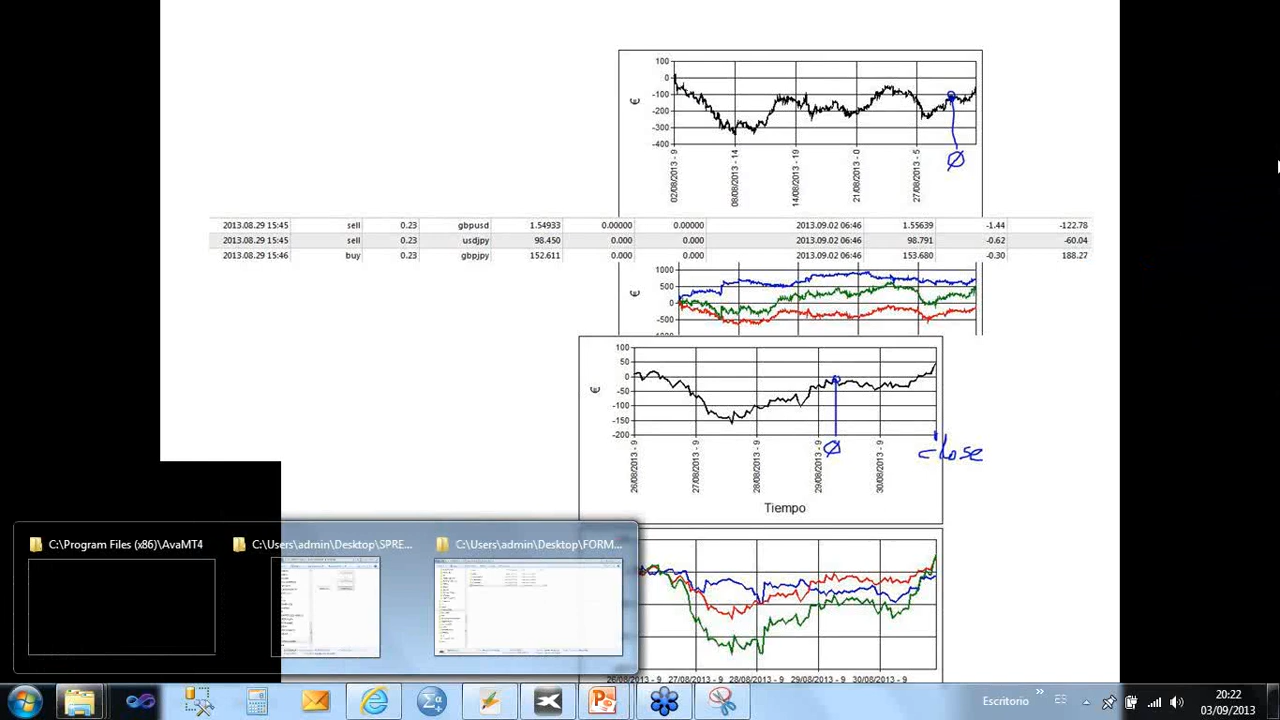 100
0
€
-100
-200
-300
-400
02/08/2013 - 9
08/08/2013 - 14
14/08/2013 - 19
21/08/2013 - 0
27/08/2013 - 5
Ø
2013.08.29 15:45 sell 0.23 gbpusd 1.54933 0.00000 0.00000 2013.09.02 06:46 1.55639 -1.44 -122.78
2013.08.29 15:45 sell 0.23 usdjpy 98.450 0.000 0.000 2013.09.02 06:46 98.791 -0.62 -60.04
2013.08.29 15:46 buy 0.23 gbpjpy 152.611 0.000 0.000 2013.09.02 06:46 153.680 -0.30 188.27
1000
500
€
0
-500
100
50
0
€
-50
-100
-150
-200
26/08/2013 - 9
27/08/2013 - 9
28/08/2013 - 9
29/08/2013 - 9
30/08/2013 - 9
Ø
close
Tiempo
C:\Program Files (x86)\AvaMT4
C:\Users\admin\Desktop\SPRE...
C:\Users\admin\Desktop\FORM...
26/08/2013 - 9 27/08/2013 - 9 28/08/2013 - 9 29/08/2013 - 9 30/08/2013 - 9
Escritorio
ES
20:22
03/09/2013